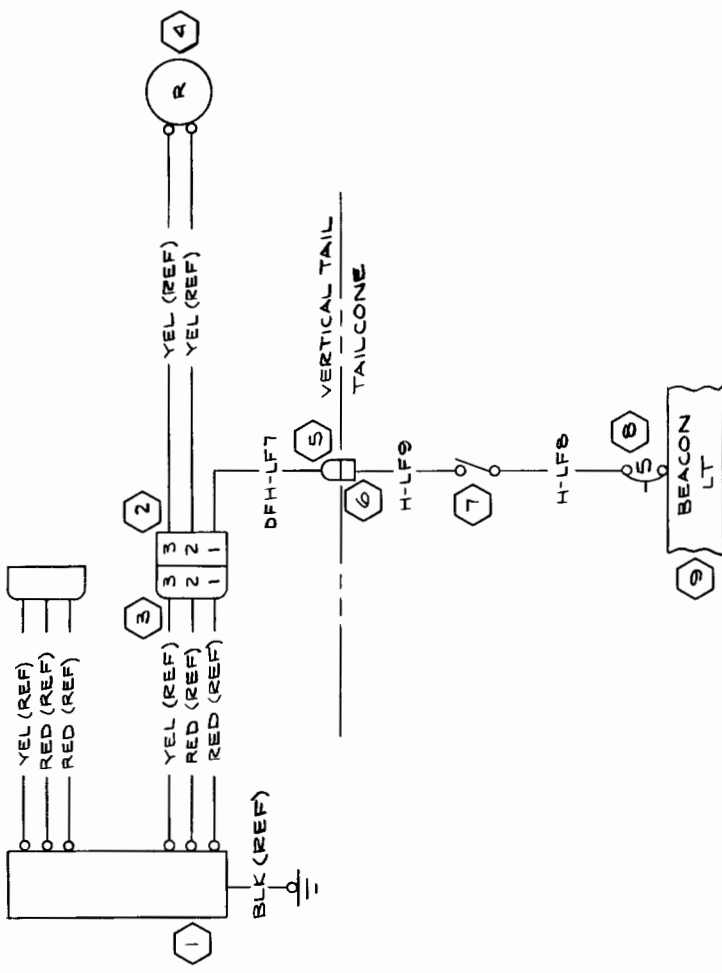 YEL (REF)
RED (REF)
RED (REF)
3
2
YEL (REF)
3
3
YEL (REF)
4
R
1
RED (REF)
2
2
YEL (REF)
RED (REF)
1
1
BLK (REF)
DFH-LF7
5
VERTICAL TAIL
TAILCONE
6
H-LF9
7
H-LF8
8
5
BEACON
LT
9